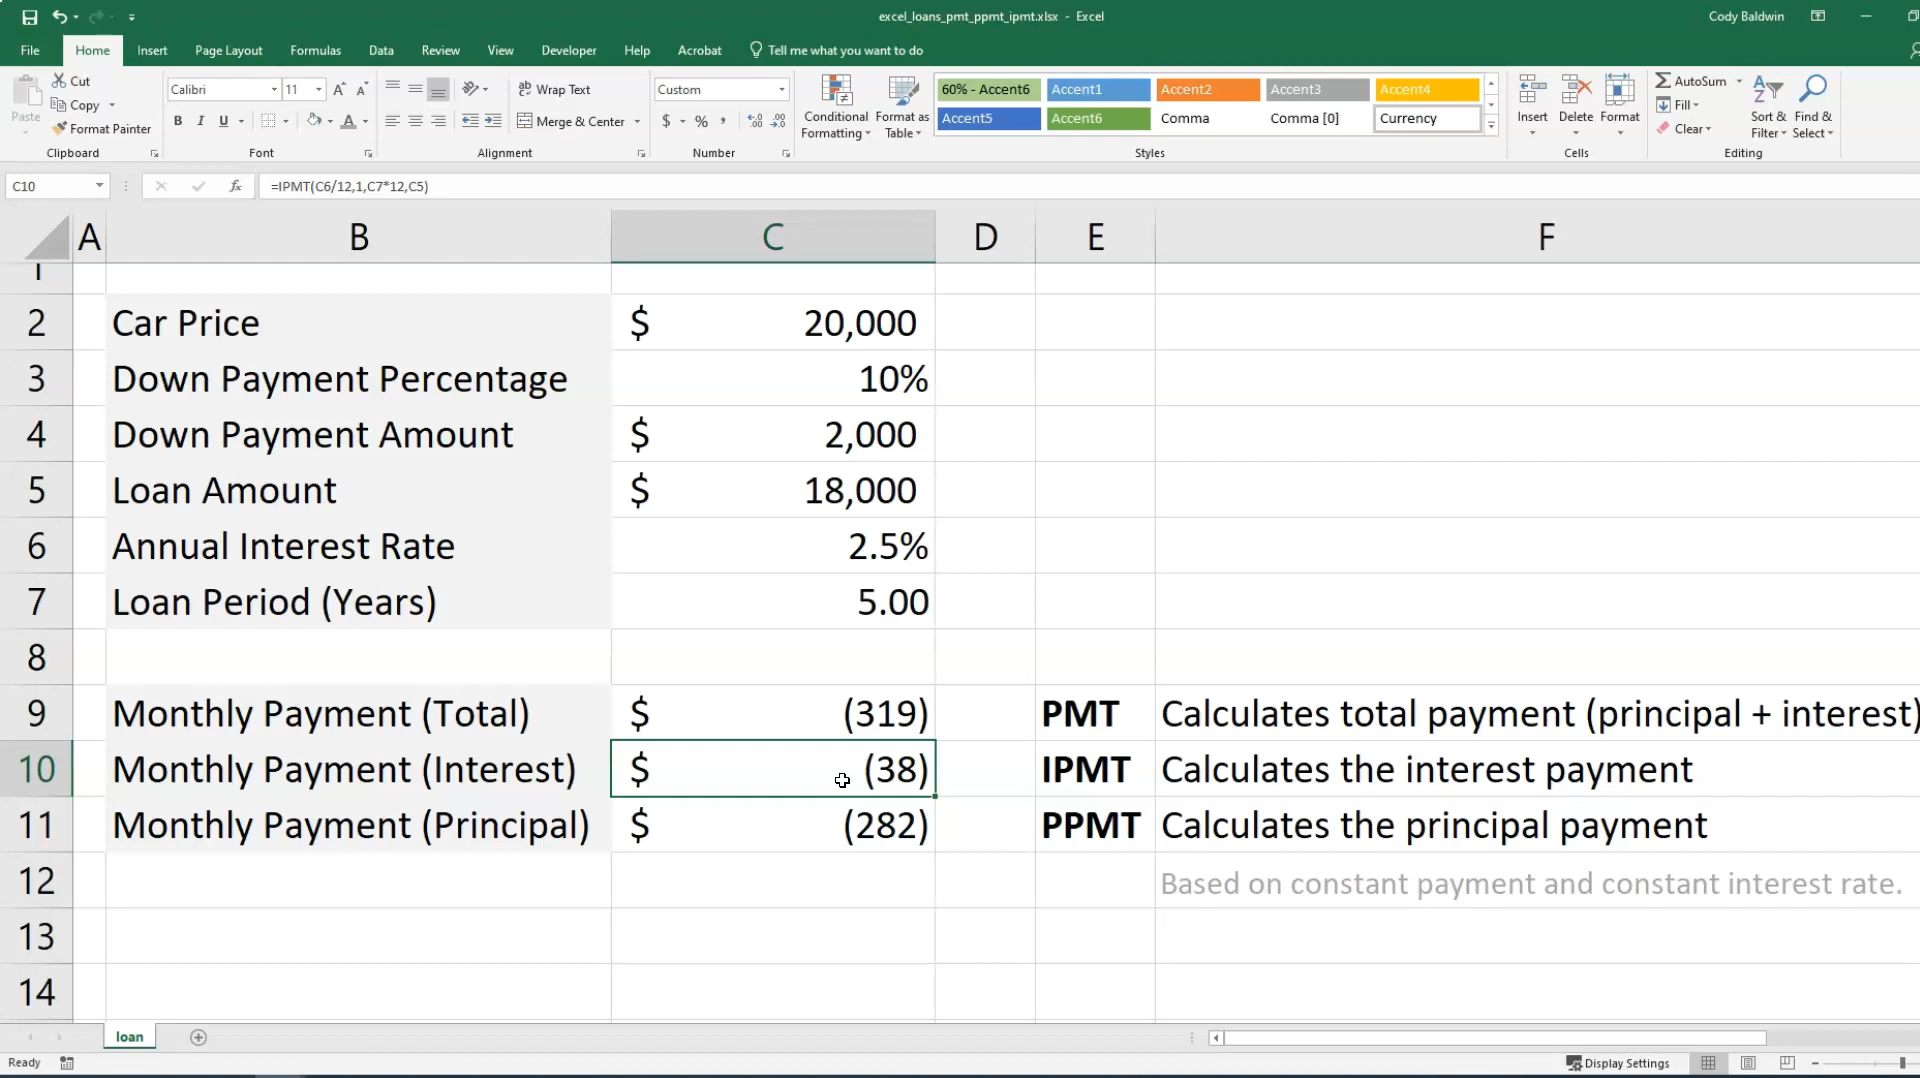 excel_loans_pmt_ppmt_ipmt.xlsx - Excel
Cody Baldwin
File Home Insert Page Layout Formulas Data Review View Developer Help Acrobat Tell me what you want to do
Paste
Cut
Copy
Format Painter
Clipboard
Calibri 11
B I U
Font
Wrap Text
Merge & Center
Alignment
Custom
$ % ,
Number
Conditional Formatting
Format as Table
60% - Accent6 Accent1 Accent2 Accent3 Accent4
Accent5 Accent6 Comma Comma [0] Currency
Styles
Insert Delete Format
Cells
AutoSum
Fill
Clear
Sort & Filter
Find & Select
Editing
C10 fx =IPMT(C6/12,1,C7*12,C5)
A B C D E F
1
2 Car Price $ 20,000
3 Down Payment Percentage 10%
4 Down Payment Amount $ 2,000
5 Loan Amount $ 18,000
6 Annual Interest Rate 2.5%
7 Loan Period (Years) 5.00
8
9 Monthly Payment (Total) $ (319) PMT Calculates total payment (principal + interest)
10 Monthly Payment (Interest) $ (38) IPMT Calculates the interest payment
11 Monthly Payment (Principal) $ (282) PPMT Calculates the principal payment
12 Based on constant payment and constant interest rate.
13
14
loan
Ready
Display Settings